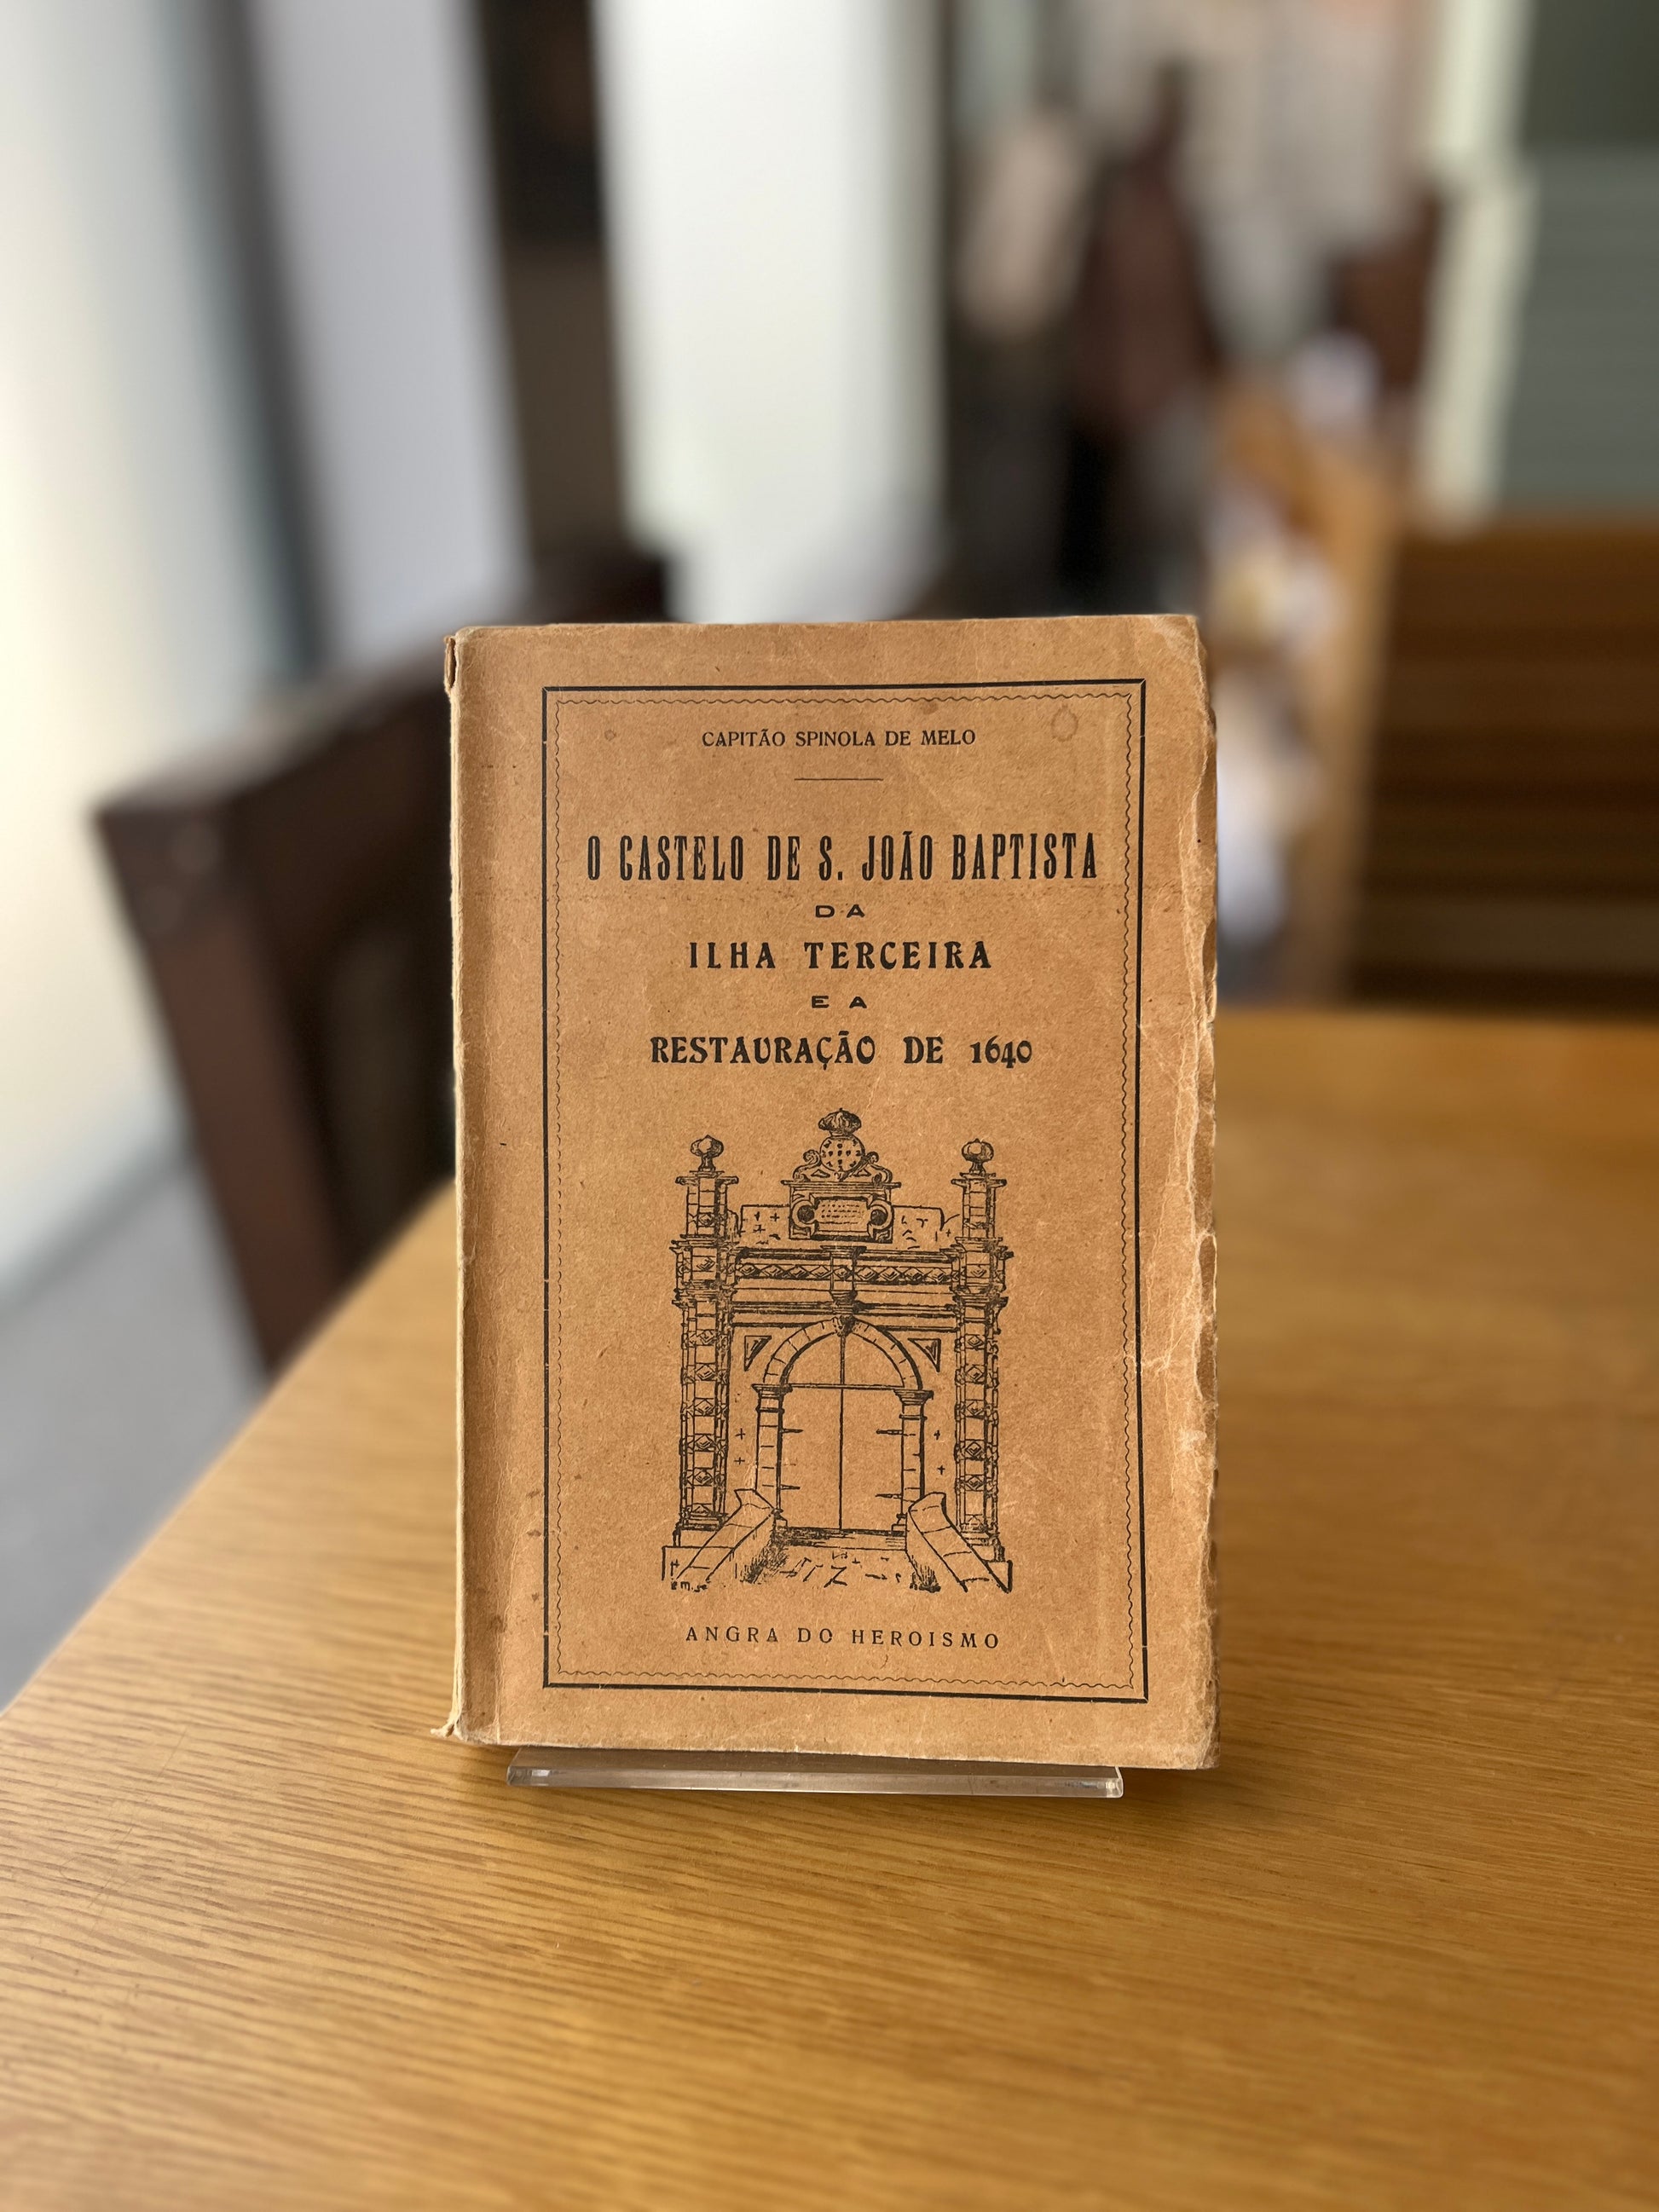 CAPITÃO SPINOLA DE MELO
O CASTELO DE S. JOÃO BAPTISTA
DA
ILHA TERCEIRA
E A
RESTAURAÇÃO DE 1640
ANGRA DO HEROISMO